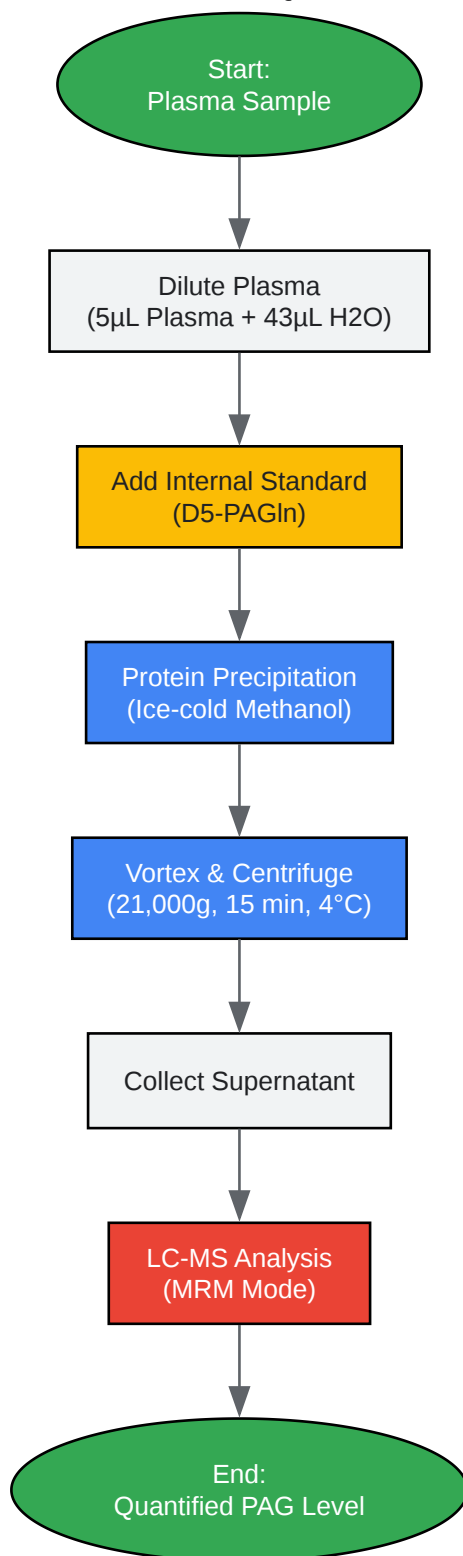 Start:
Plasma Sample
Dilute Plasma
(5µL Plasma + 43µL H2O)
Add Internal Standard
(D5-PAGln)
Protein Precipitation
(Ice-cold Methanol)
Vortex & Centrifuge
(21,000g, 15 min, 4°C)
Collect Supernatant
LC-MS Analysis
(MRM Mode)
End:
Quantified PAG Level